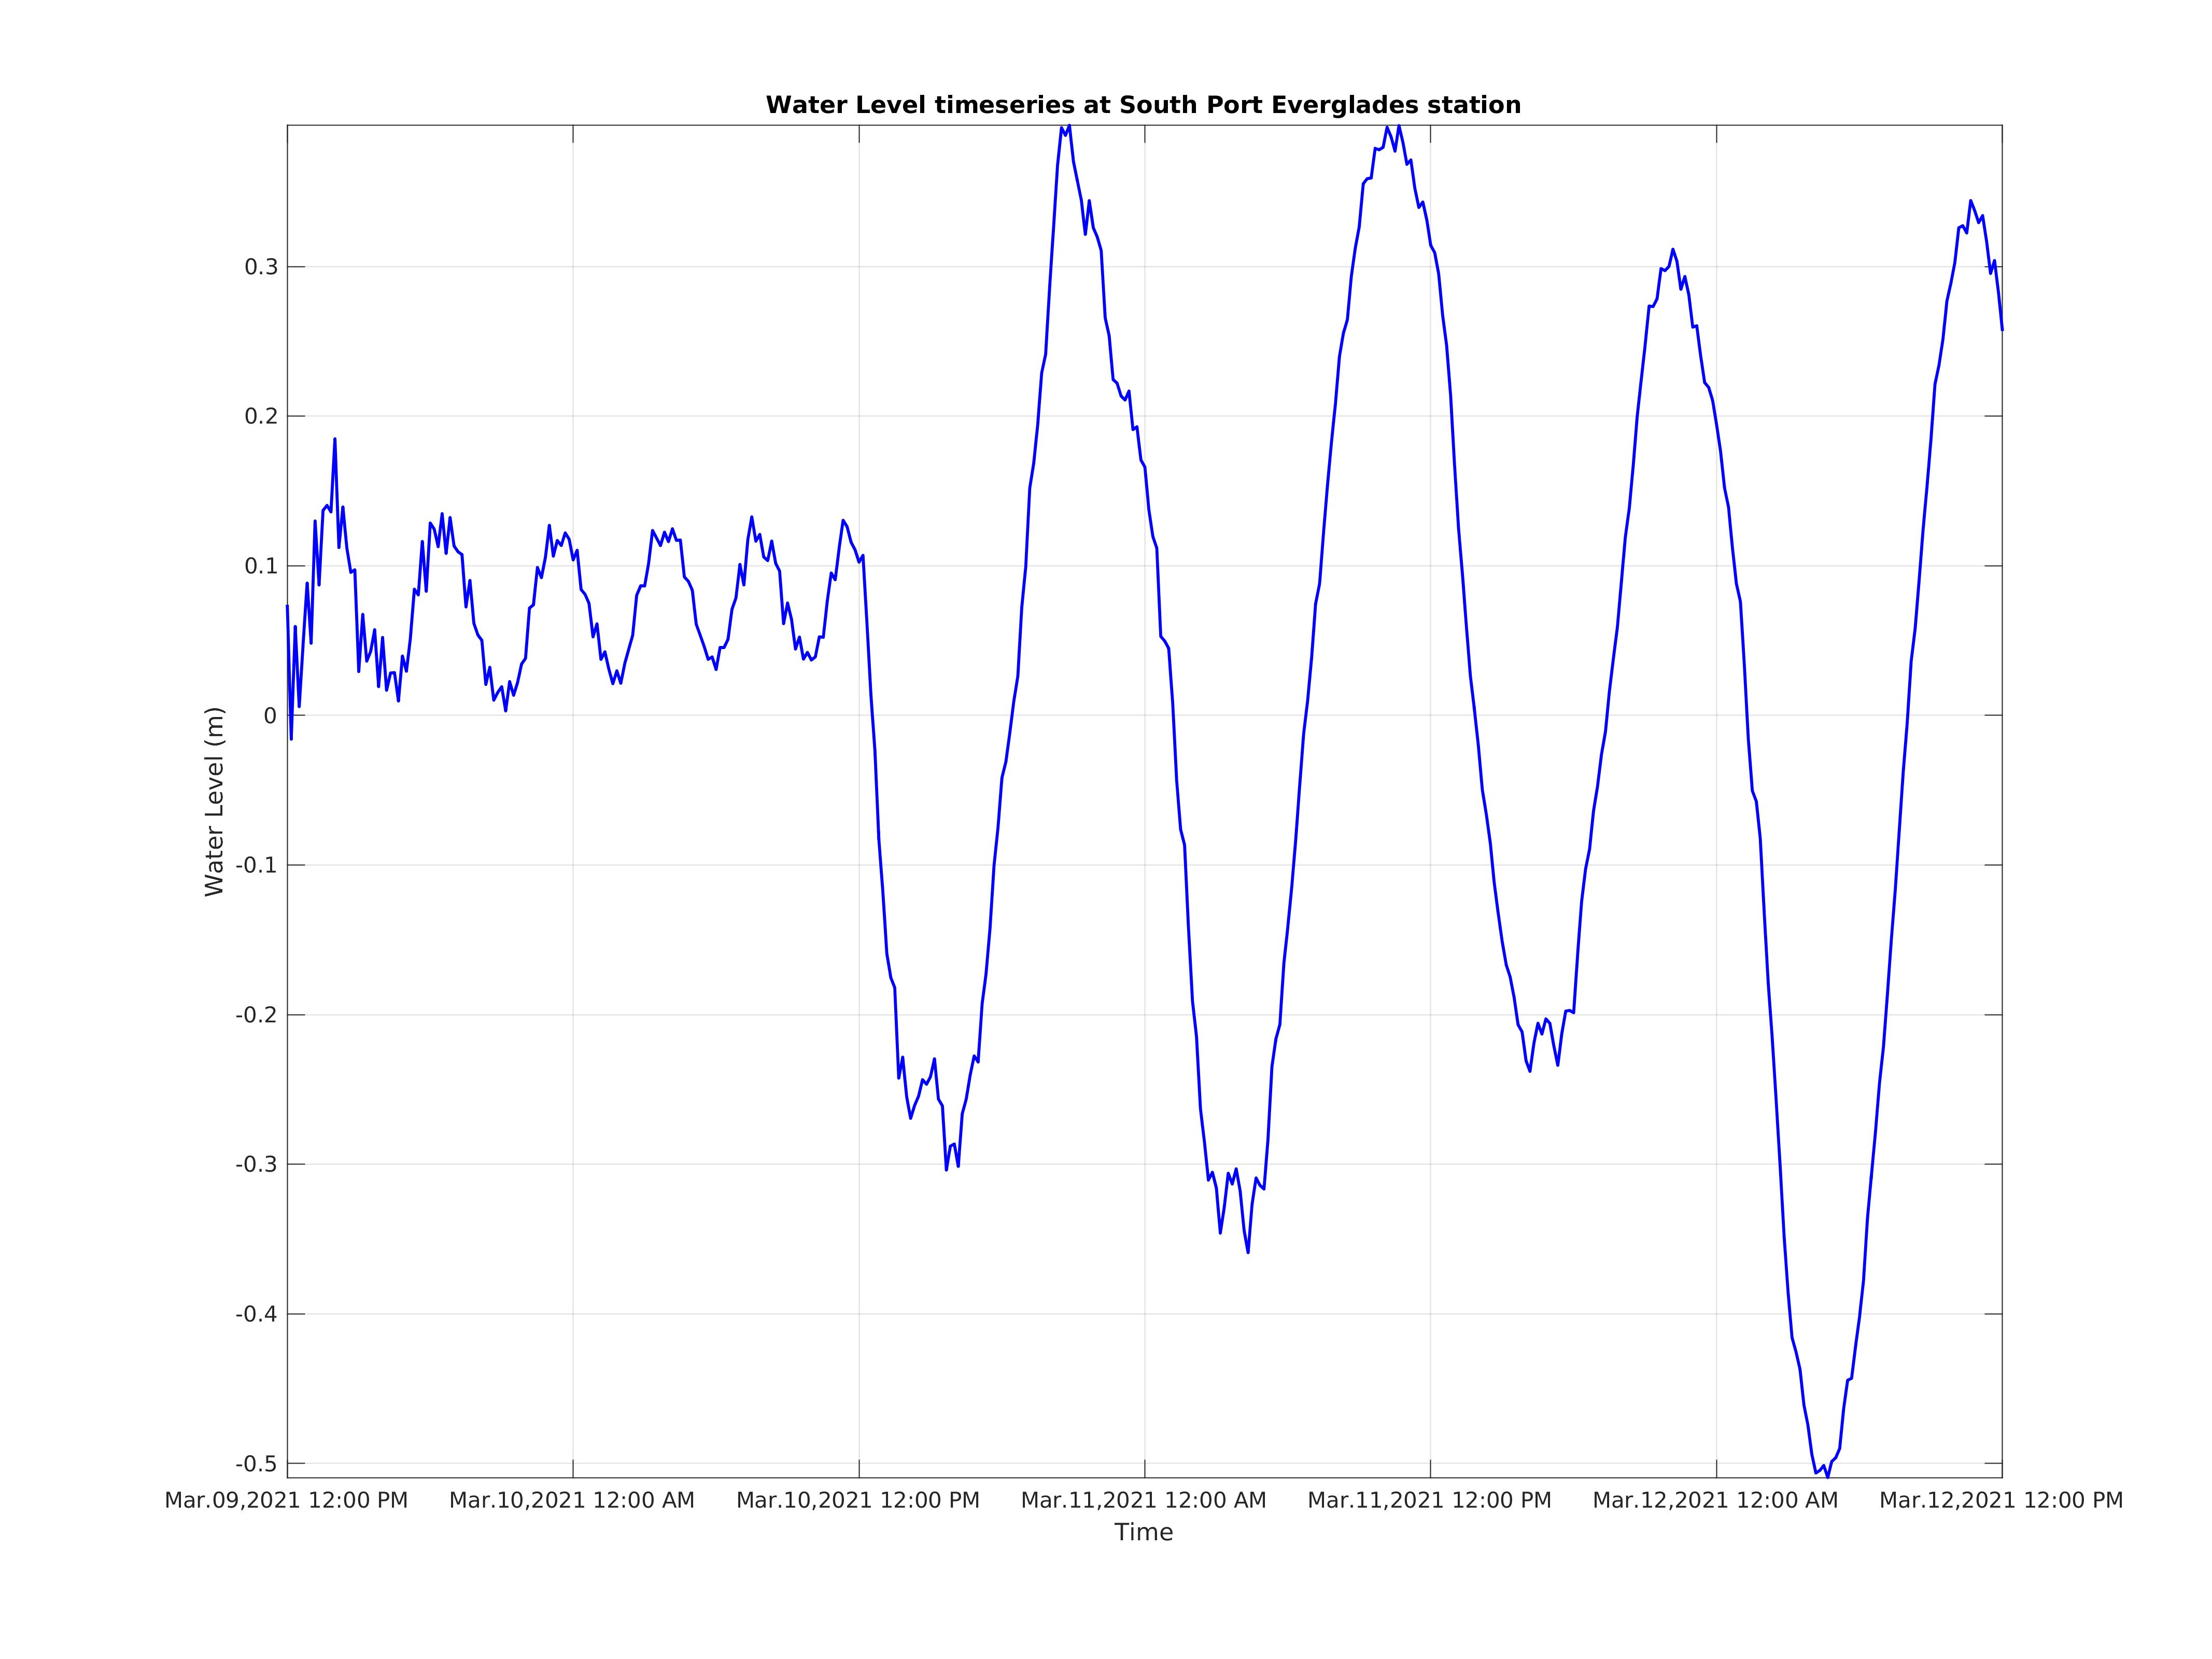 Water Level timeseries at South Port Everglades station
0.3
0.2
0.1
0
-0.1
-0.2
-0.3
-0.4
-0.5
Water Level (m)
Mar.09,2021 12:00 PM
Mar.10,2021 12:00 AM
Mar.10,2021 12:00 PM
Mar.11,2021 12:00 AM
Mar.11,2021 12:00 PM
Mar.12,2021 12:00 AM
Mar.12,2021 12:00 PM
Time